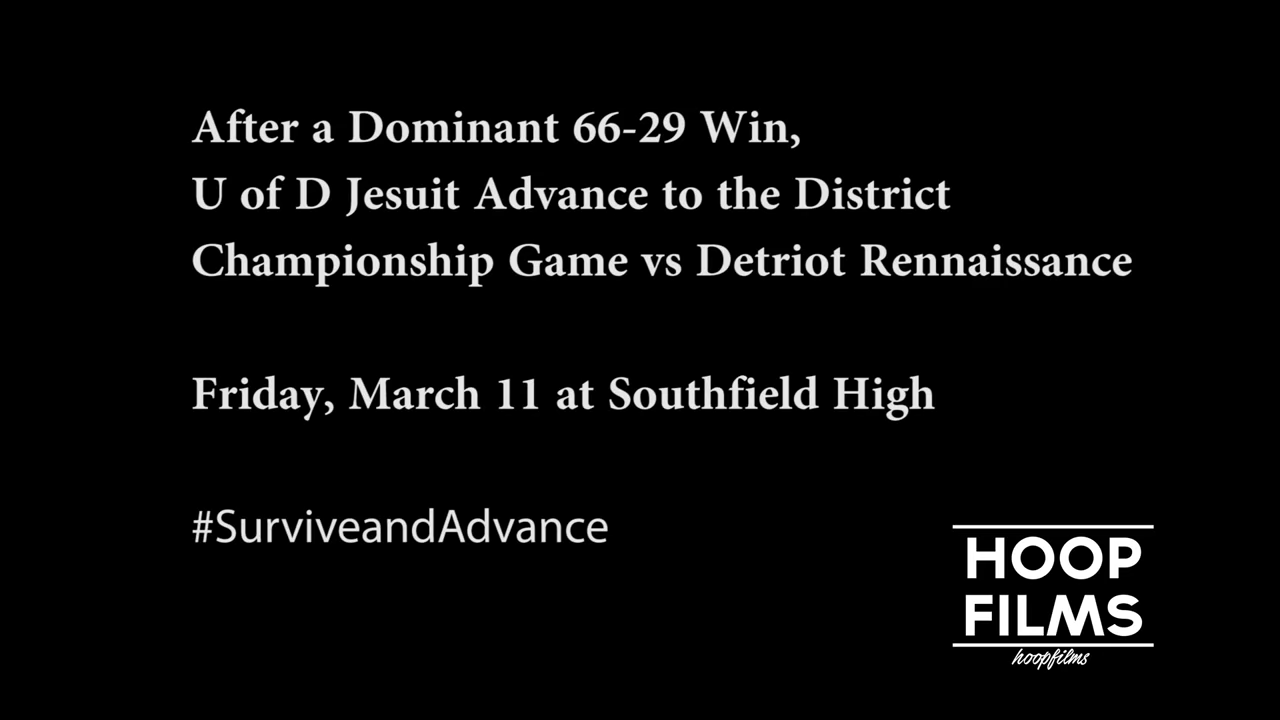 After a Dominant 66-29 Win,
U of D Jesuit Advance to the District
Championship Game vs Detriot Rennaissance
Friday, March 11 at Southfield High
#SurviveandAdvance
HOOP
FILMS
hoopfilms